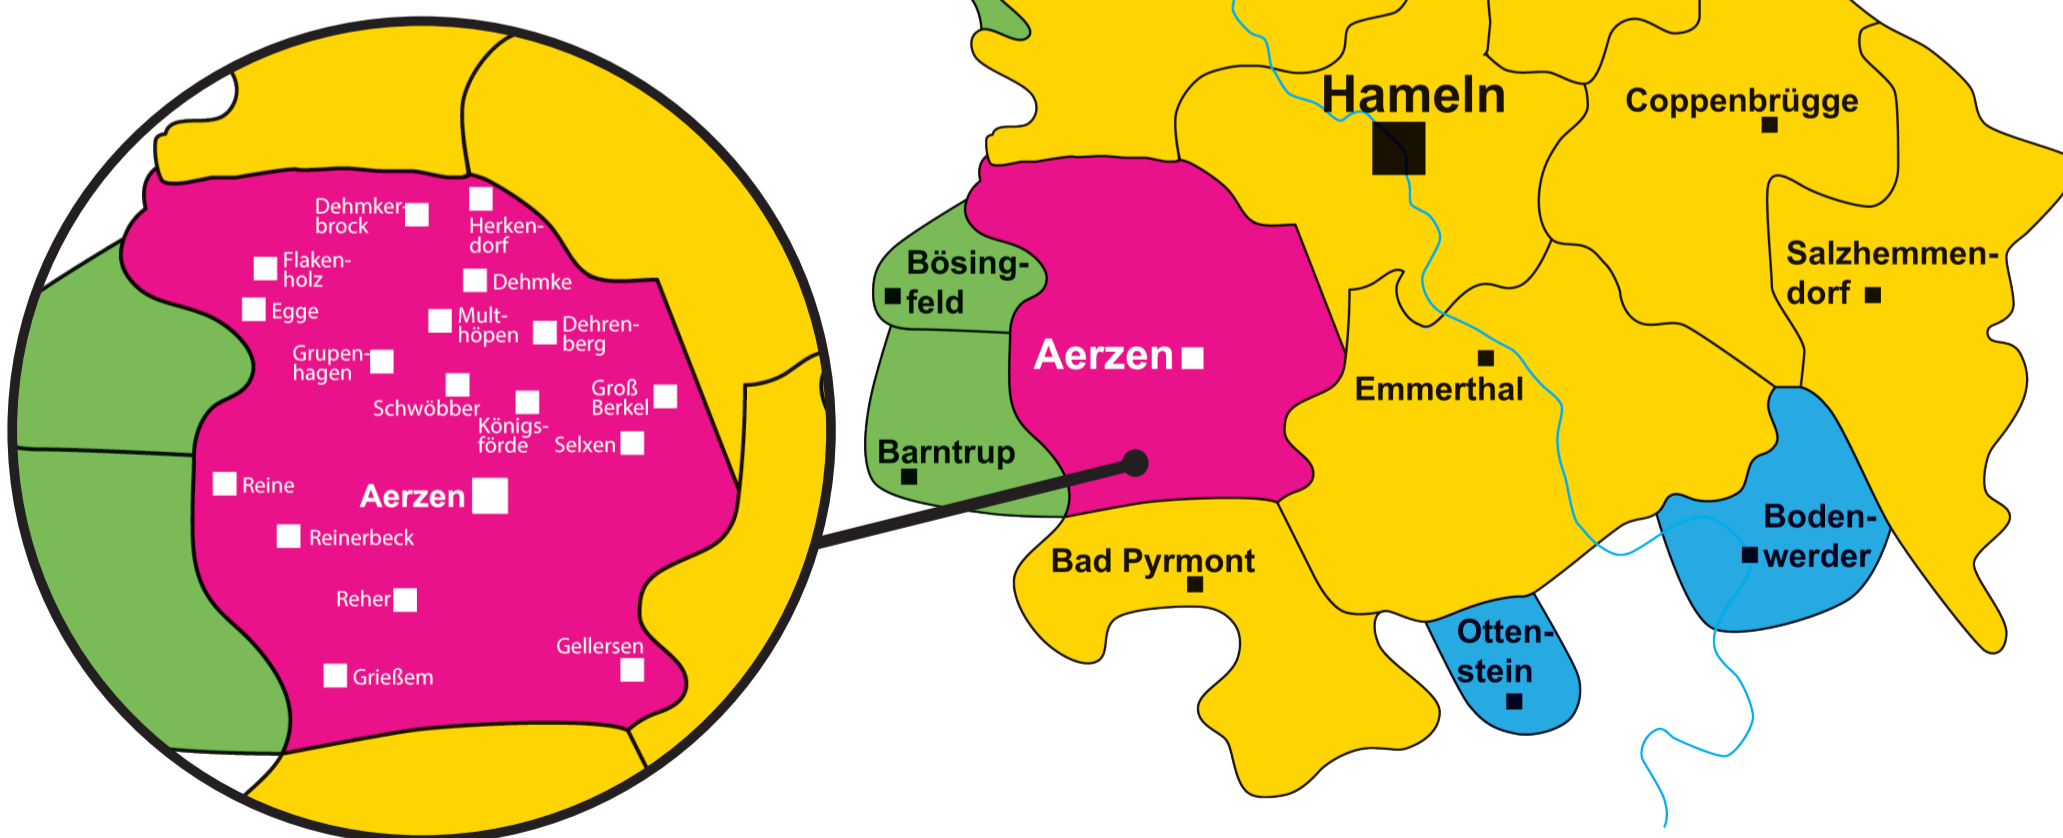 Dehmker-
brock
Herken-
dorf
Flaken-
holz
Dehmke
Egge
Mult-
höpen
Dehren-
berg
Grupen-
hagen
Schwöbber
Groß
Berkel
Königs-
förde
Selxen
Reine
Aerzen
Reinerbeck
Reher
Gellersen
Grießem
Hameln
Coppenbrügge
Bösing-
feld
Salzhemmen-
dorf
Aerzen
Emmerthal
Barntrup
Boden-
werder
Bad Pyrmont
Otten-
stein